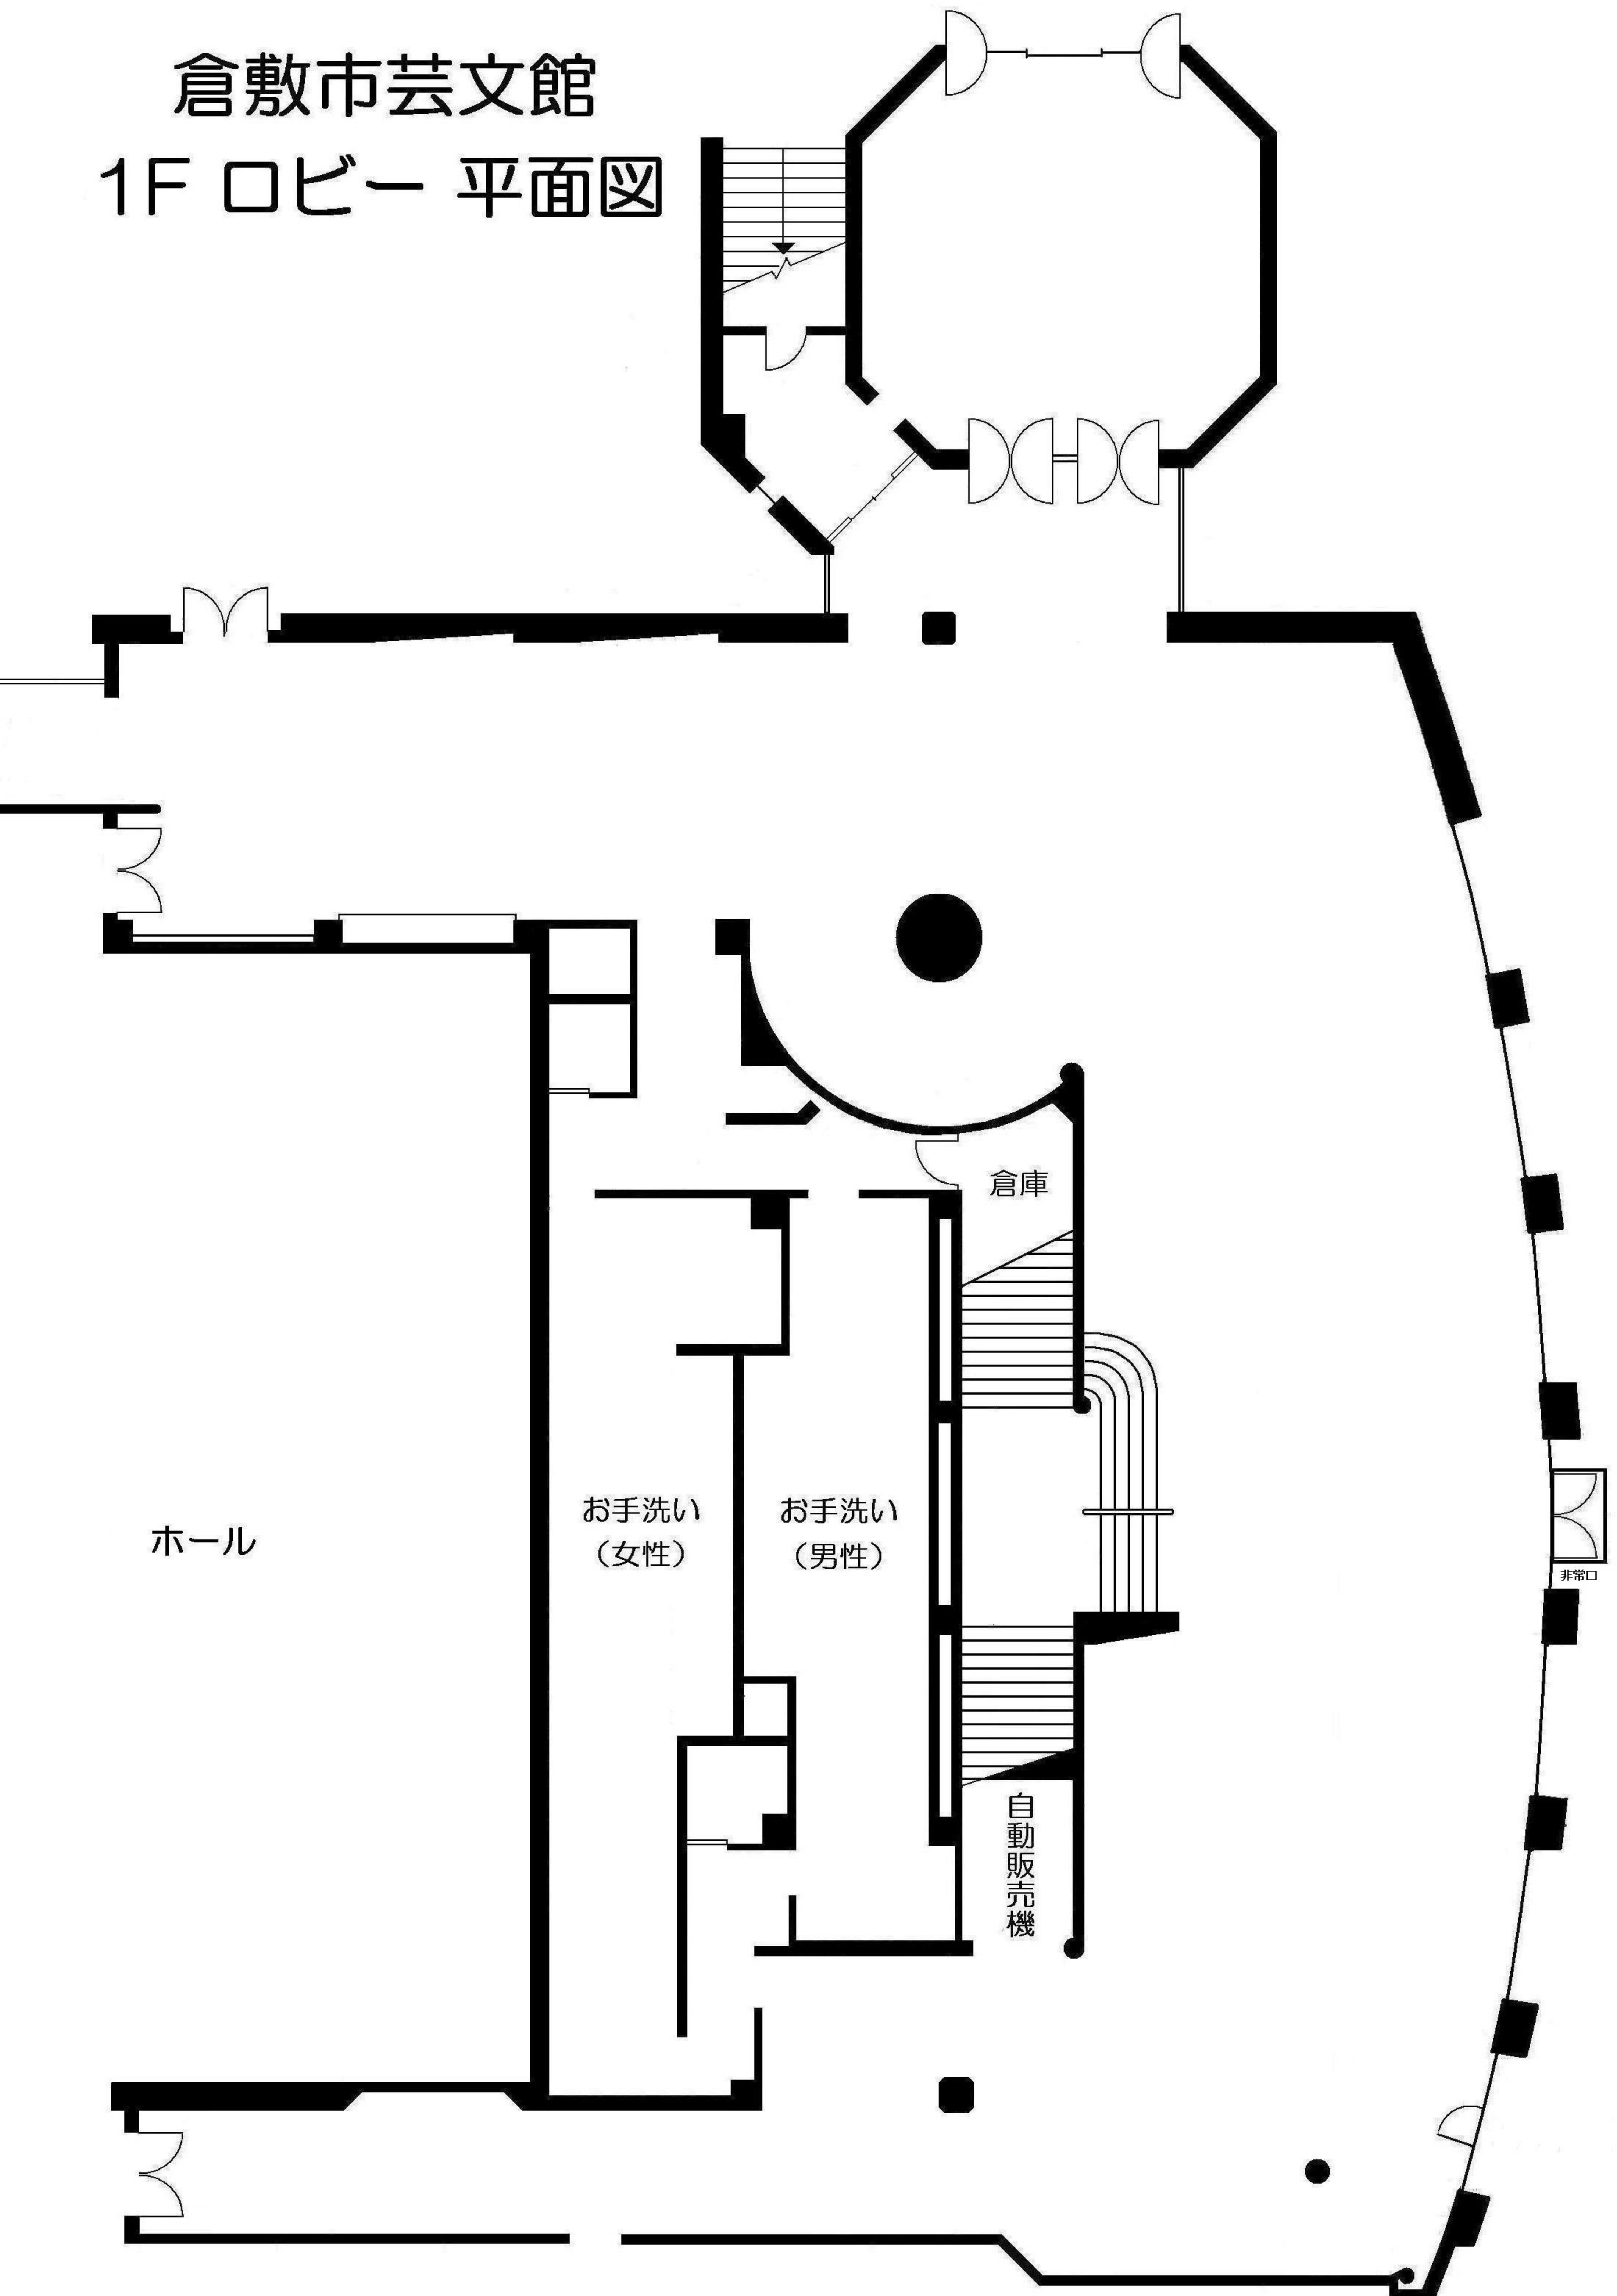 倉敷市芸文館
1F ロビー 平面図
倉庫
お手洗い
（女性）
お手洗い
（男性）
ホール
非常口
自動販売機